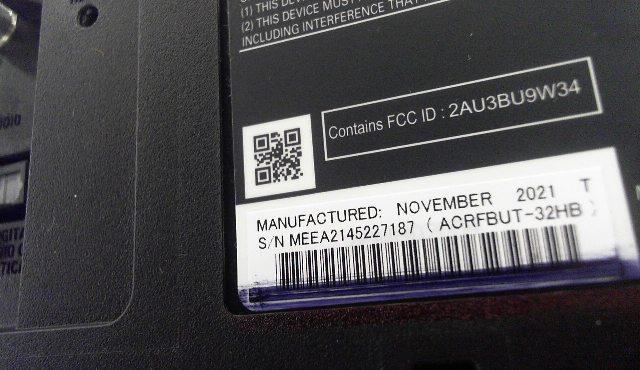 (1) THIS DEVICE
(2) THIS DEVICE MUST
INCLUDING INTERFERENCE THAT
Contains FCC ID : 2AU3BU9W34
MANUFACTURED: NOVEMBER 2021 T
S/N MEEA2145227187 ( ACRFBUT-32HB )